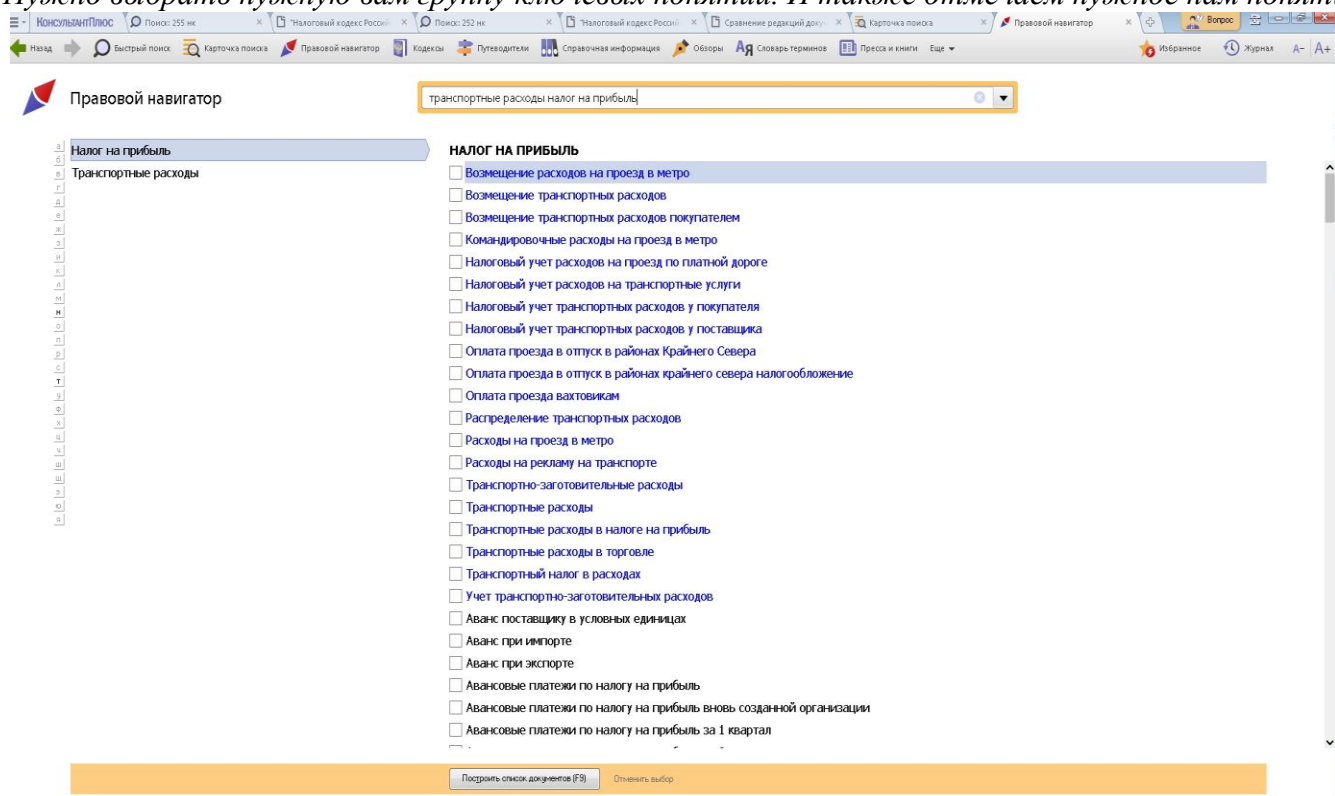 Нужно выбрать нужную вам группу ключевых понятий. И также отмечаем нужное нам понятие
КонсультантПлюс Поиск: 255 нк "Налоговый кодекс Россий Поиск: 252 нк "Налоговый кодекс Россий Сравнение редакций доку Карточка поиска Правовой навигатор Вопрос
Назад Быстрый поиск Карточка поиска Правовой навигатор Кодексы Путеводители Справочная информация Обзоры Словарь терминов Пресса и книги Еще Избранное Журнал А- А+
Правовой навигатор транспортные расходы налог на прибыль
Налог на прибыль
Транспортные расходы
а
б
в
г
д
е
ж
з
и
к
л
м
н
о
п
р
с
т
у
ф
х
ц
ч
ш
щ
э
ю
я
НАЛОГ НА ПРИБЫЛЬ
Возмещение расходов на проезд в метро
Возмещение транспортных расходов
Возмещение транспортных расходов покупателем
Командировочные расходы на проезд в метро
Налоговый учет расходов на проезд по платной дороге
Налоговый учет расходов на транспортные услуги
Налоговый учет транспортных расходов у покупателя
Налоговый учет транспортных расходов у поставщика
Оплата проезда в отпуск в районах Крайнего Севера
Оплата проезда в отпуск в районах крайнего севера налогообложение
Оплата проезда вахтовикам
Распределение транспортных расходов
Расходы на проезд в метро
Расходы на рекламу на транспорте
Транспортно-заготовительные расходы
Транспортные расходы
Транспортные расходы в налоге на прибыль
Транспортные расходы в торговле
Транспортный налог в расходах
Учет транспортно-заготовительных расходов
Аванс поставщику в условных единицах
Аванс при импорте
Аванс при экспорте
Авансовые платежи по налогу на прибыль
Авансовые платежи по налогу на прибыль вновь созданной организации
Авансовые платежи по налогу на прибыль за 1 квартал
Построить список документов (F9) Отменить выбор